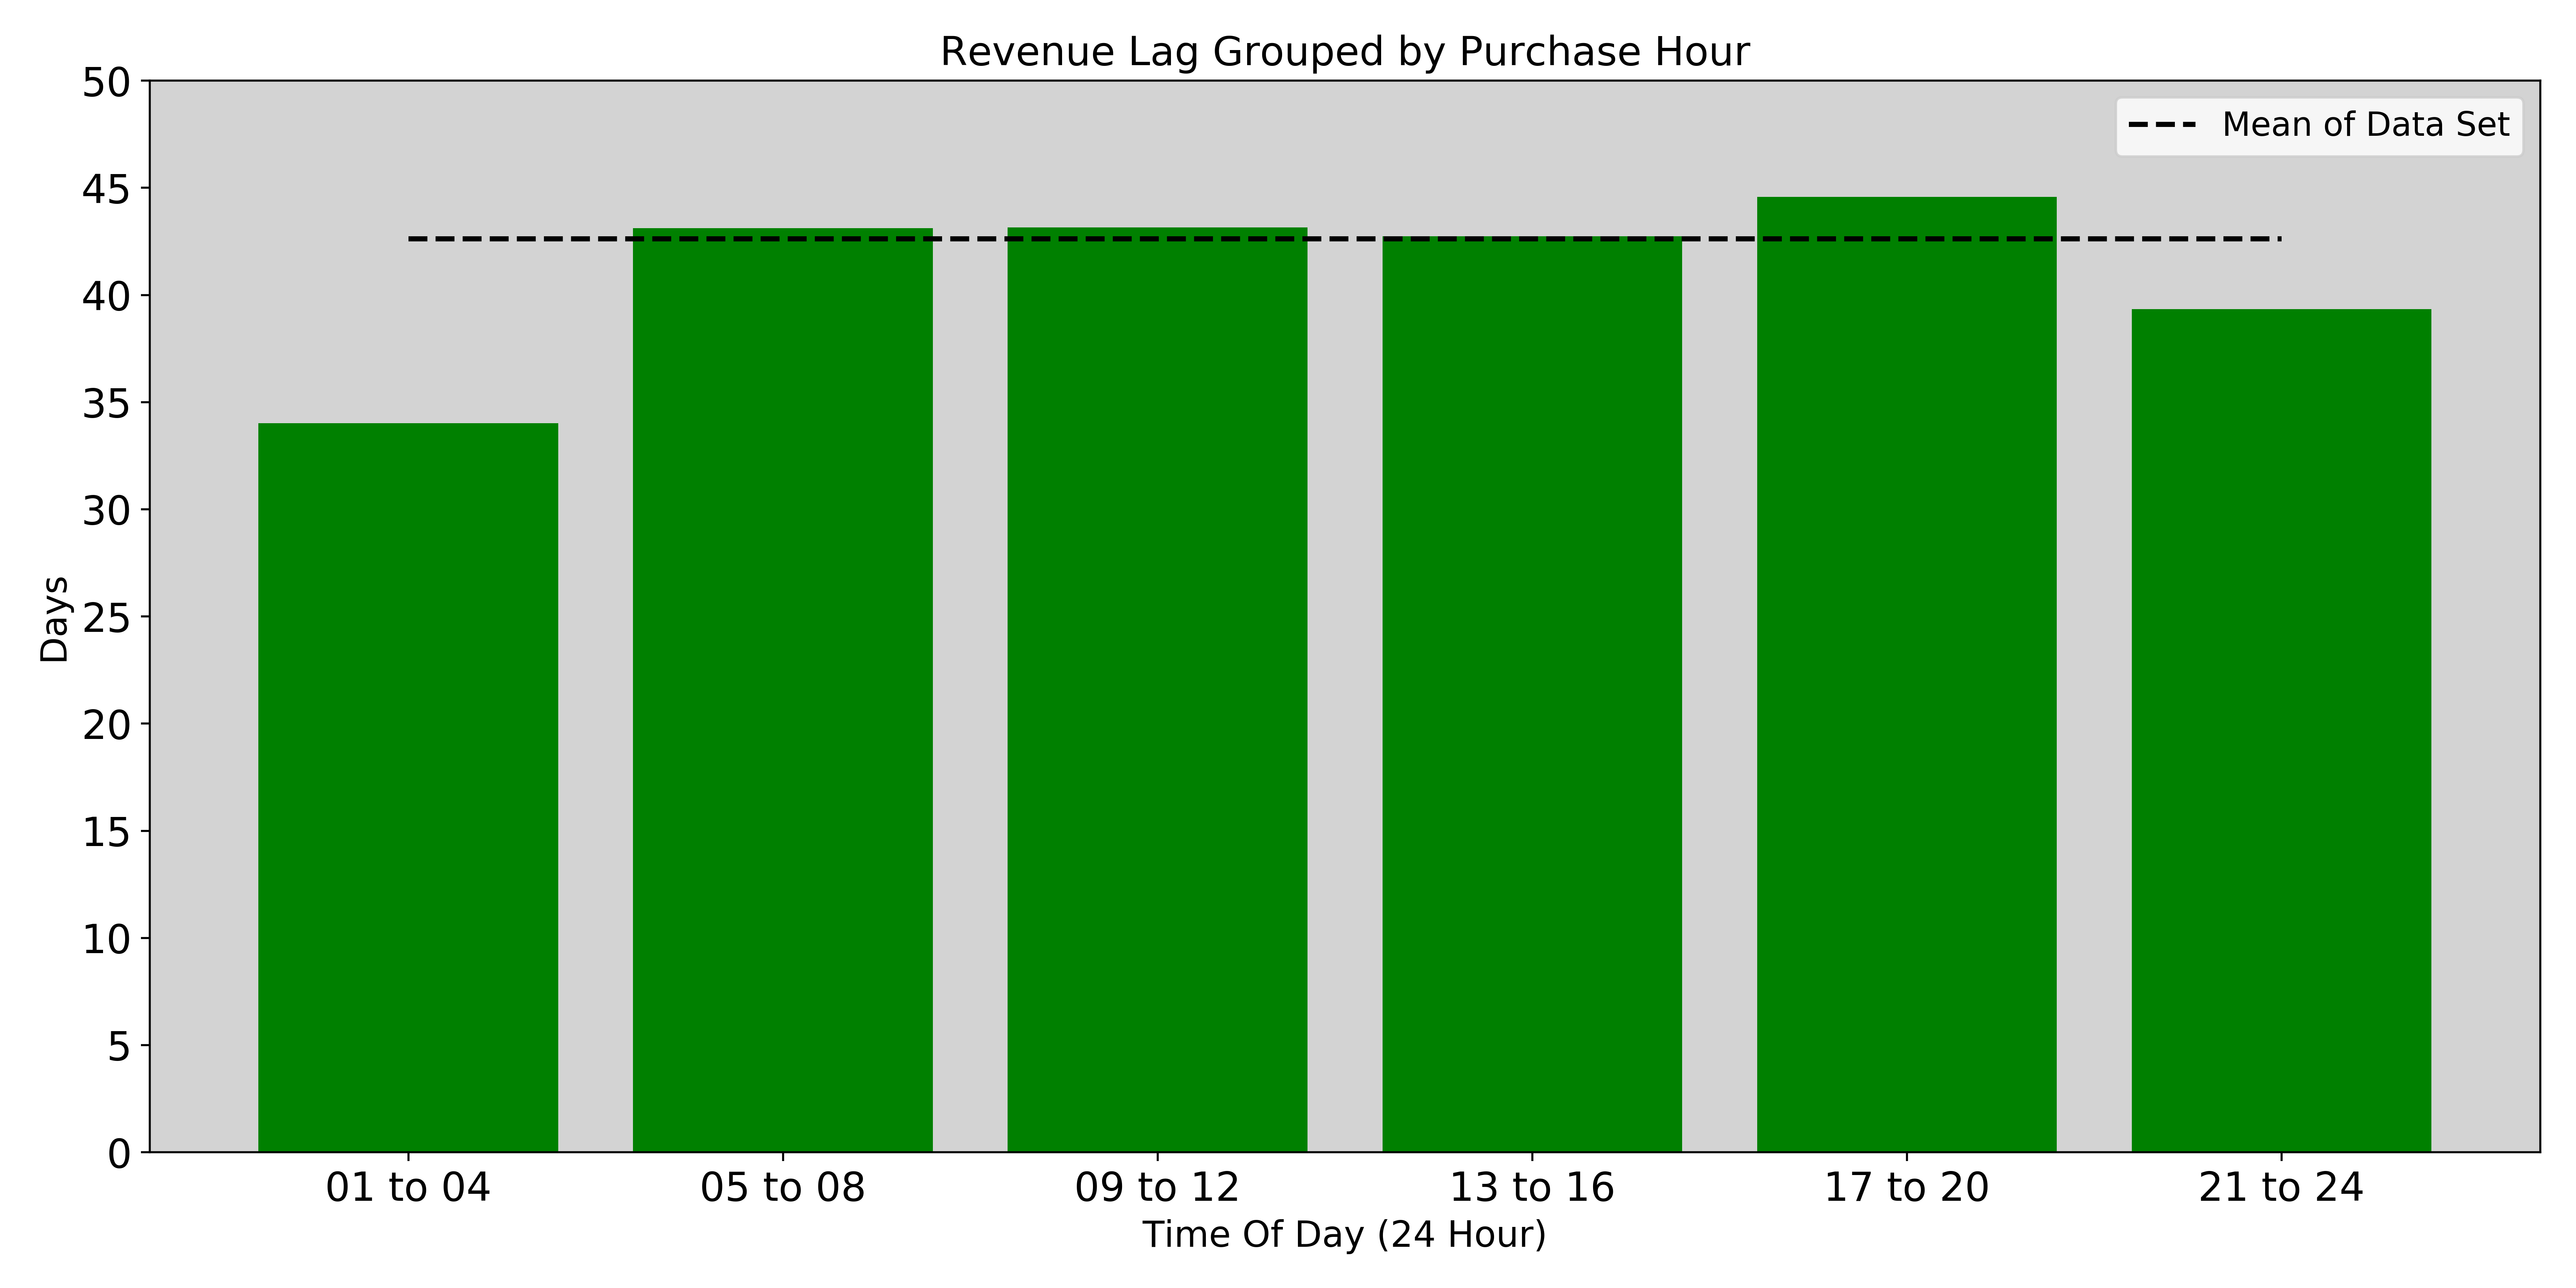 Revenue Lag Grouped by Purchase Hour
50
45
40
35
30
25
20
15
10
5
0
Days
Mean of Data Set
01 to 04
05 to 08
09 to 12
13 to 16
17 to 20
21 to 24
Time Of Day (24 Hour)